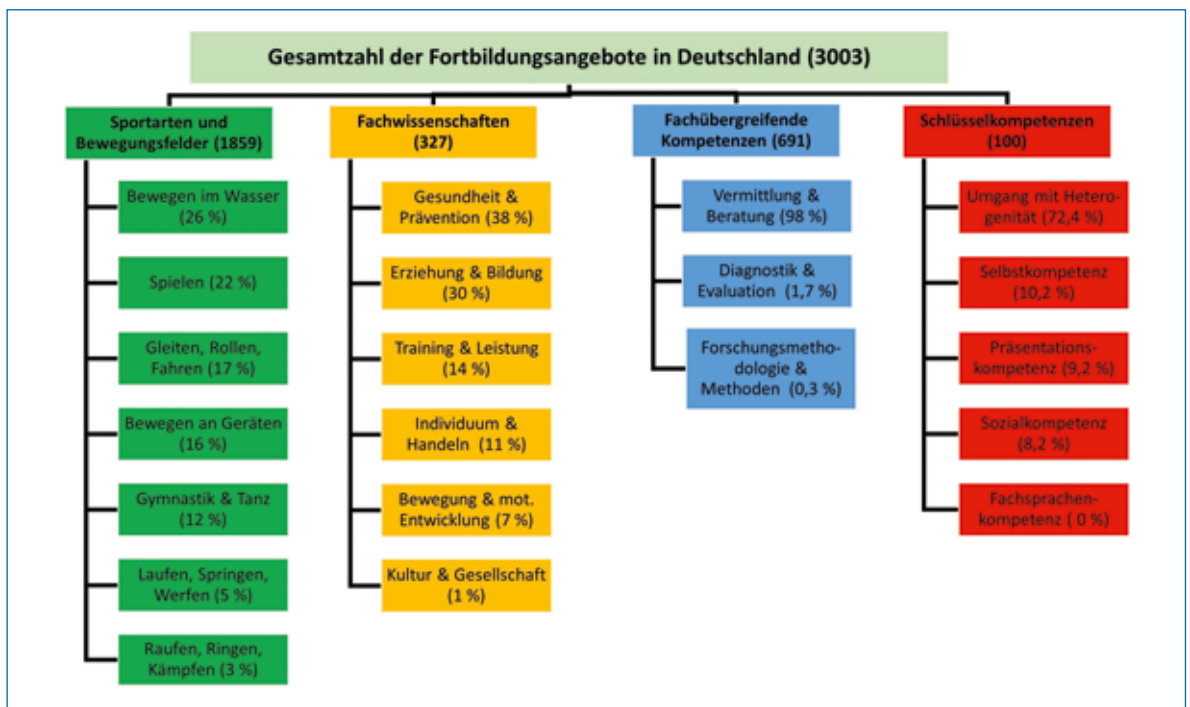 Gesamtzahl der Fortbildungsangebote in Deutschland (3003)
Sportarten und
Bewegungsfelder (1859)
Bewegen im Wasser
(26 %)
Spielen (22 %)
Gleiten, Rollen,
Fahren (17 %)
Bewegen an Geräten
(16 %)
Gymnastik & Tanz
(12 %)
Laufen, Springen,
Werfen (5 %)
Raufen, Ringen,
Kämpfen (3 %)
Fachwissenschaften
(327)
Gesundheit &
Prävention (38 %)
Erziehung & Bildung
(30 %)
Training & Leistung
(14 %)
Individuum &
Handeln (11 %)
Bewegung & mot.
Entwicklung (7 %)
Kultur & Gesellschaft
(1 %)
Fachübergreifende
Kompetenzen (691)
Vermittlung &
Beratung (98 %)
Diagnostik &
Evaluation (1,7 %)
Forschungsmetho-
dologie &
Methoden (0,3 %)
Schlüsselkompetenzen
(100)
Umgang mit Hetero-
genität (72,4 %)
Selbstkompetenz
(10,2 %)
Präsentations-
kompetenz (9,2 %)
Sozialkompetenz
(8,2 %)
Fachsprachen-
kompetenz ( 0 %)